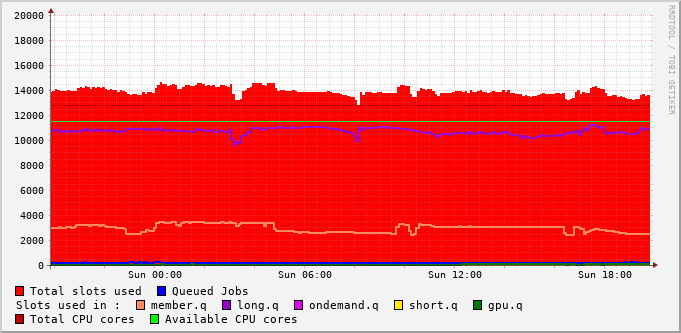 20000
18000
16000
14000
12000
10000
8000
6000
4000
2000
0
Sun 00:00 Sun 06:00 Sun 12:00 Sun 18:00
RRDTOOL / TOBI OETIKER
Total slots used Queued Jobs
Slots used in : member.q long.q ondemand.q short.q gpu.q
Total CPU cores Available CPU cores